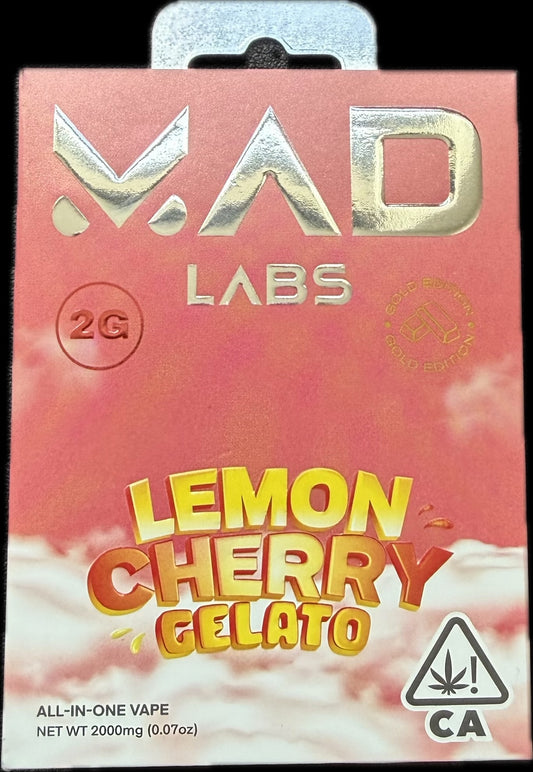 MAD
LABS
2G
GOLD EDITION
GOLD EDITION
LEMON
CHERRY
GELATO
!
CA
ALL-IN-ONE VAPE
NET WT 2000mg (0.07oz)